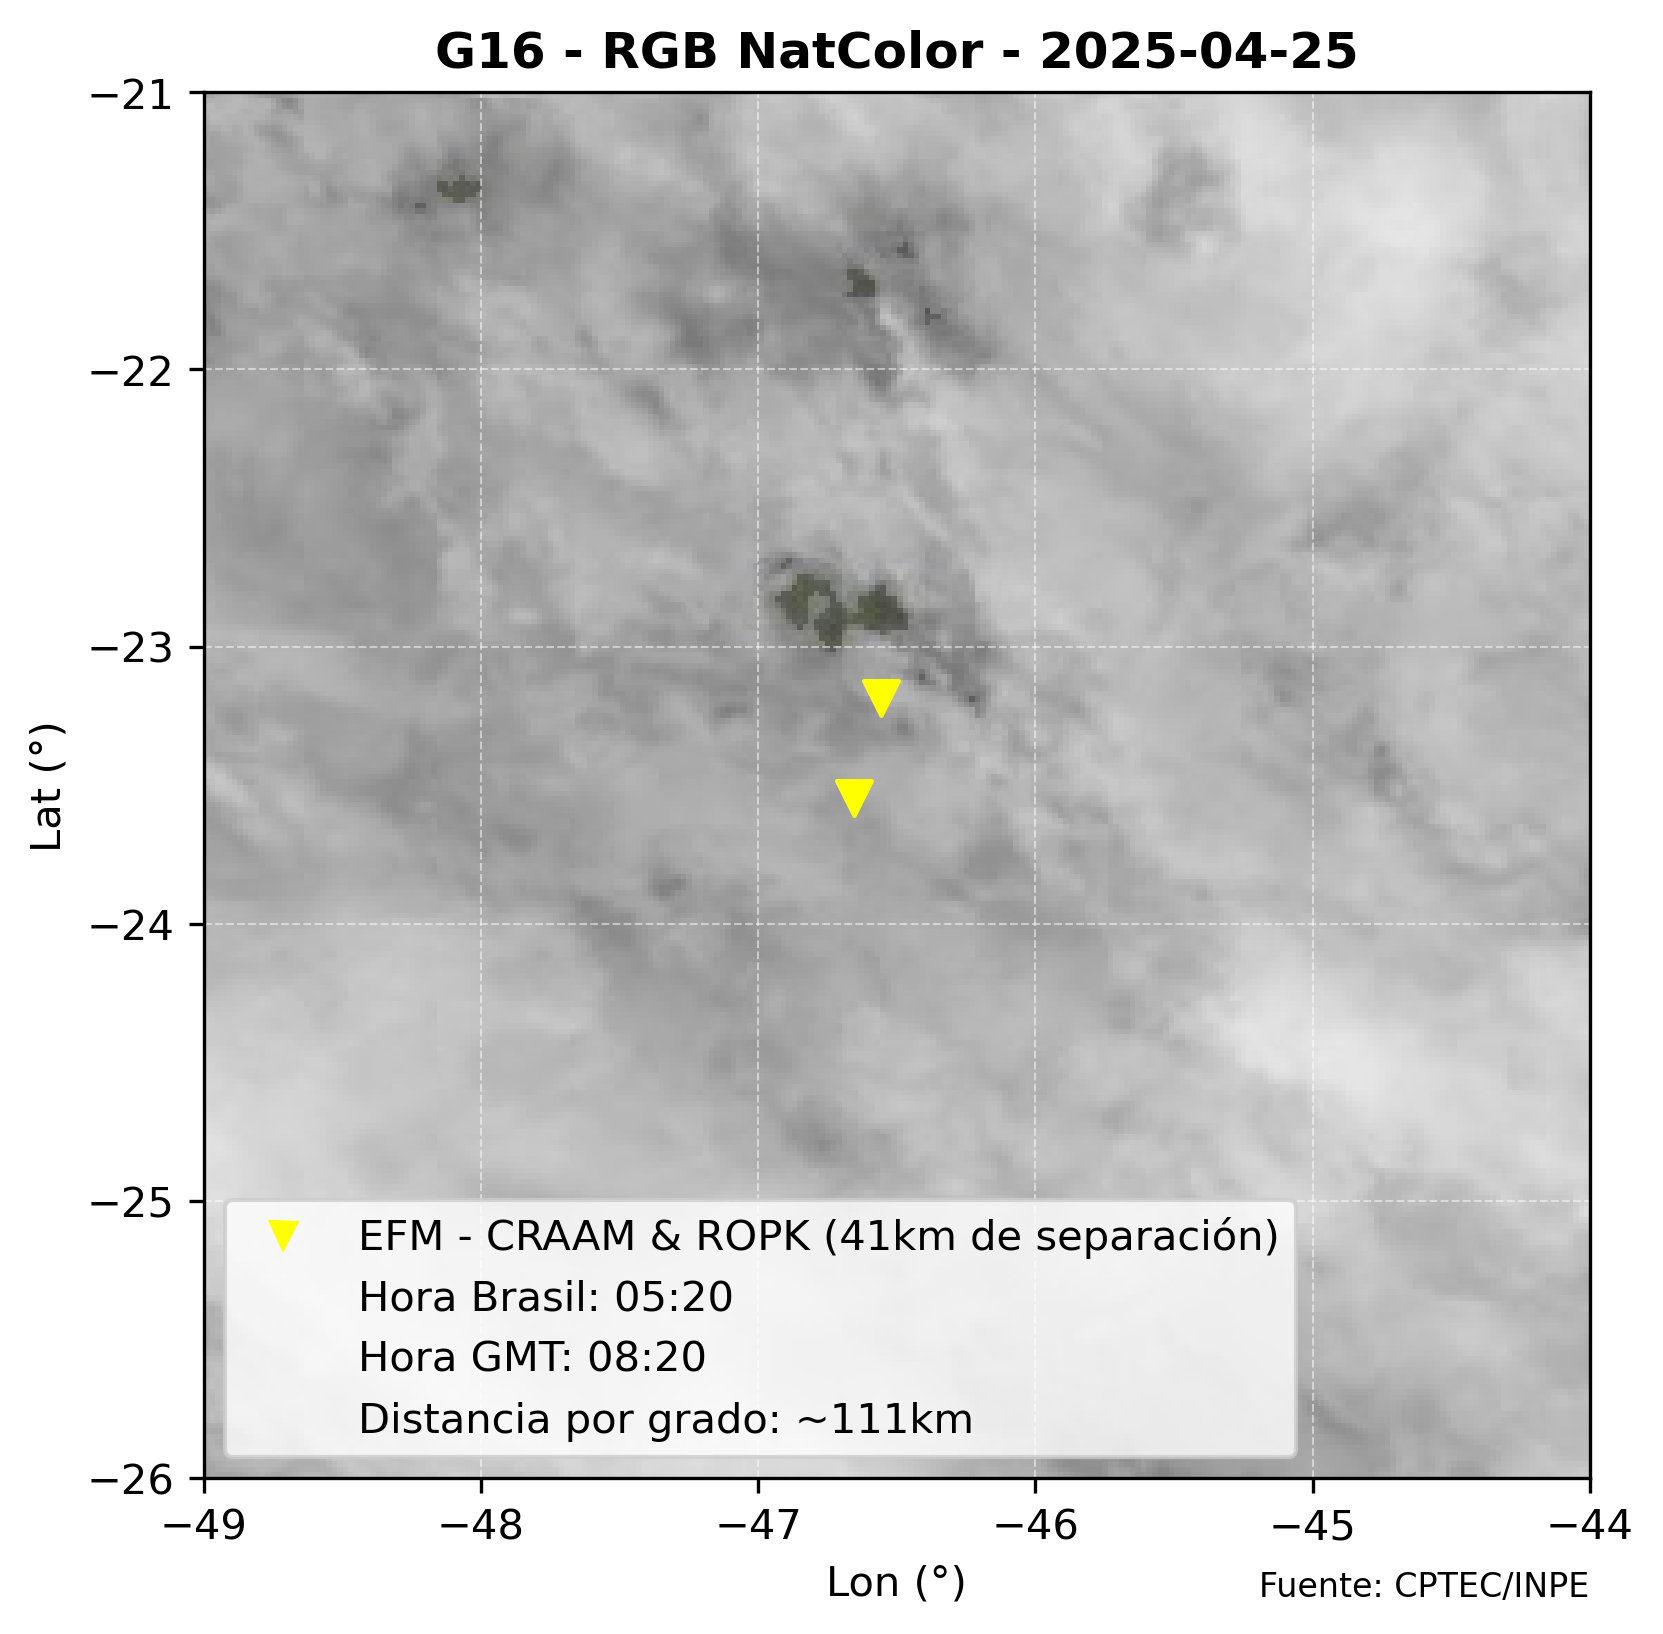 G16 - RGB NatColor - 2025-04-25
−21
−22
−23
−24
−25
−26
Lat (°)
EFM - CRAAM & ROPK (41km de separación)
Hora Brasil: 05:20
Hora GMT: 08:20
Distancia por grado: ~111km
−49 −48 −47 −46 −45 −44
Lon (°)
Fuente: CPTEC/INPE